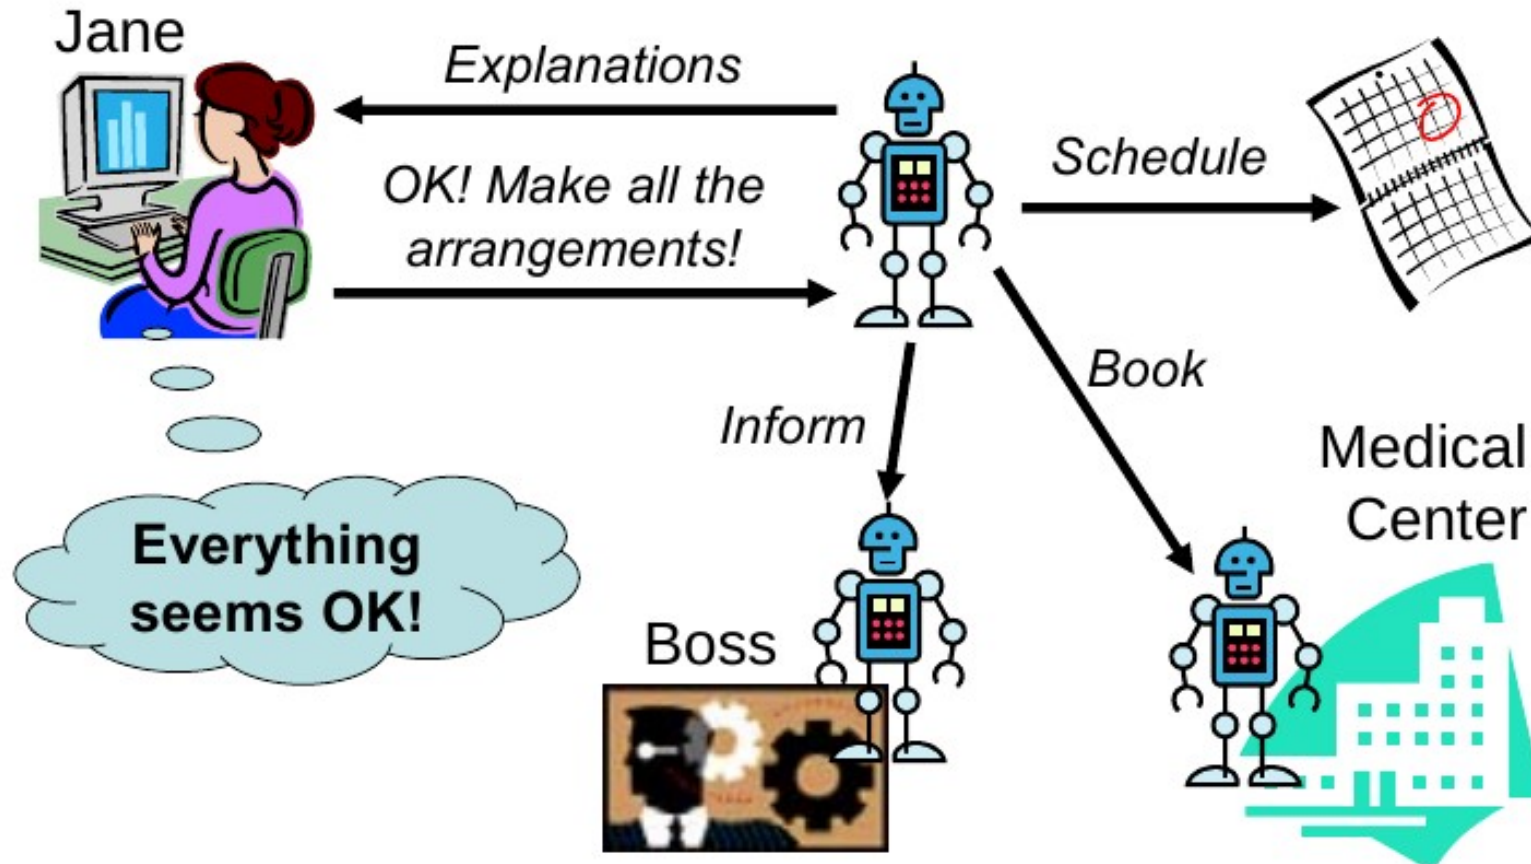 Jane
Explanations
OK! Make all the
arrangements!
Schedule
Book
Inform
Medical
Center
Everything
seems OK!
Boss